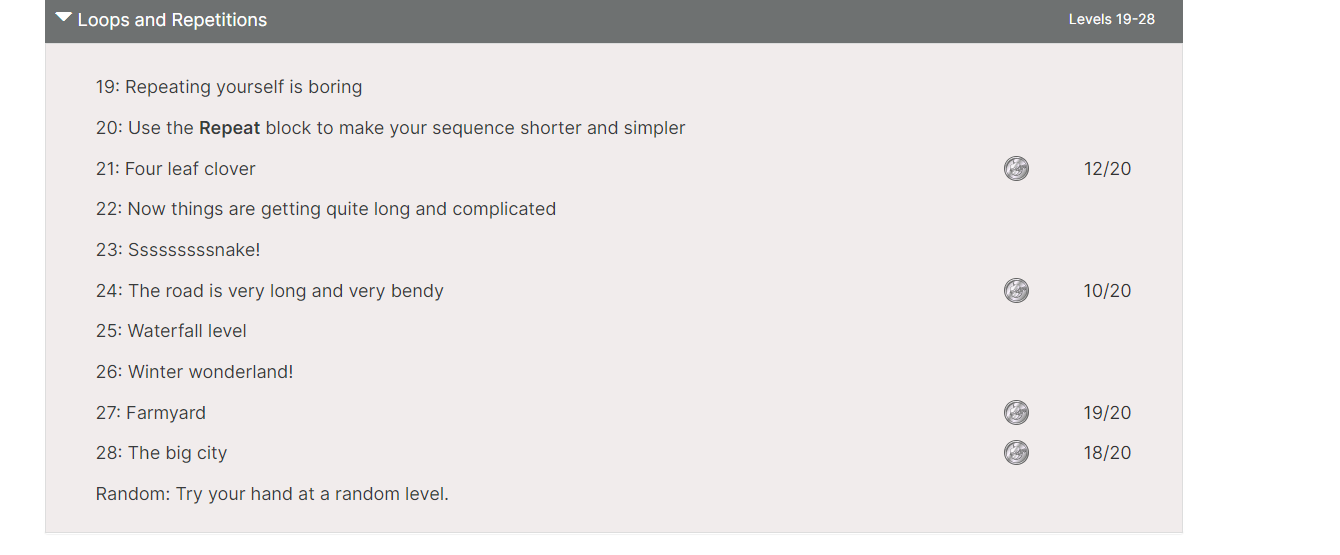 Loops and Repetitions Levels 19-28
19: Repeating yourself is boring
20: Use the Repeat block to make your sequence shorter and simpler
21: Four leaf clover 12/20
22: Now things are getting quite long and complicated
23: Sssssssssnake!
24: The road is very long and very bendy 10/20
25: Waterfall level
26: Winter wonderland!
27: Farmyard 19/20
28: The big city 18/20
Random: Try your hand at a random level.